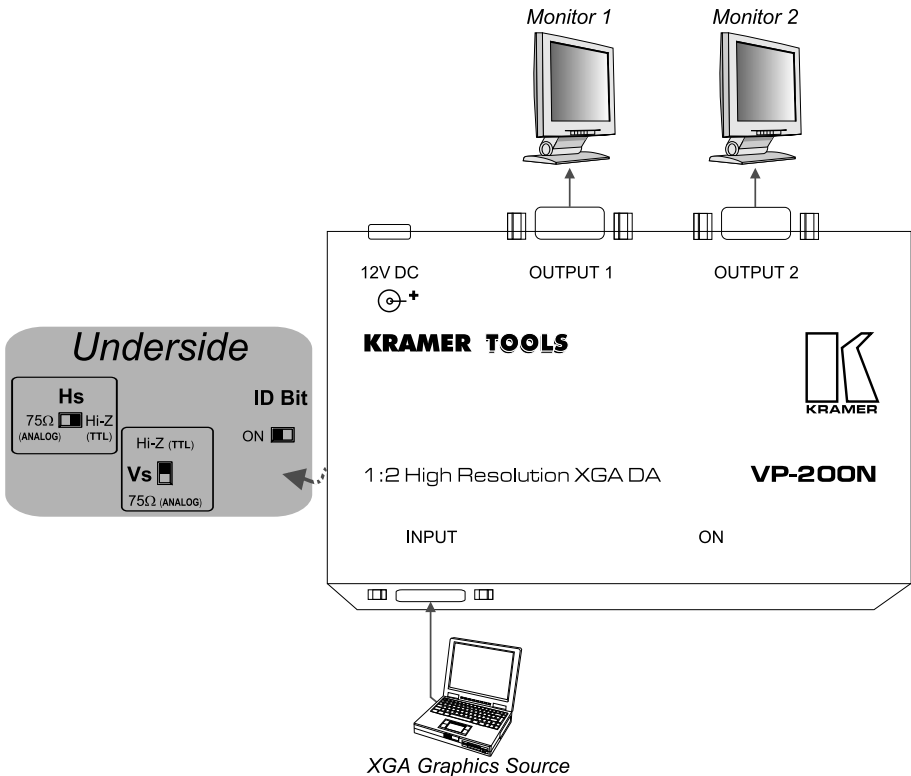 Monitor 1
Monitor 2
12V DC
OUTPUT 1
OUTPUT 2
+
KRAMER TOOLS
KRAMER
Underside
Hs
75Ω
Hi-Z
(ANALOG)
(TTL)
ID Bit
ON
Hi-Z (TTL)
Vs
75Ω (ANALOG)
1:2 High Resolution XGA DA
VP-200N
INPUT
ON
XGA Graphics Source